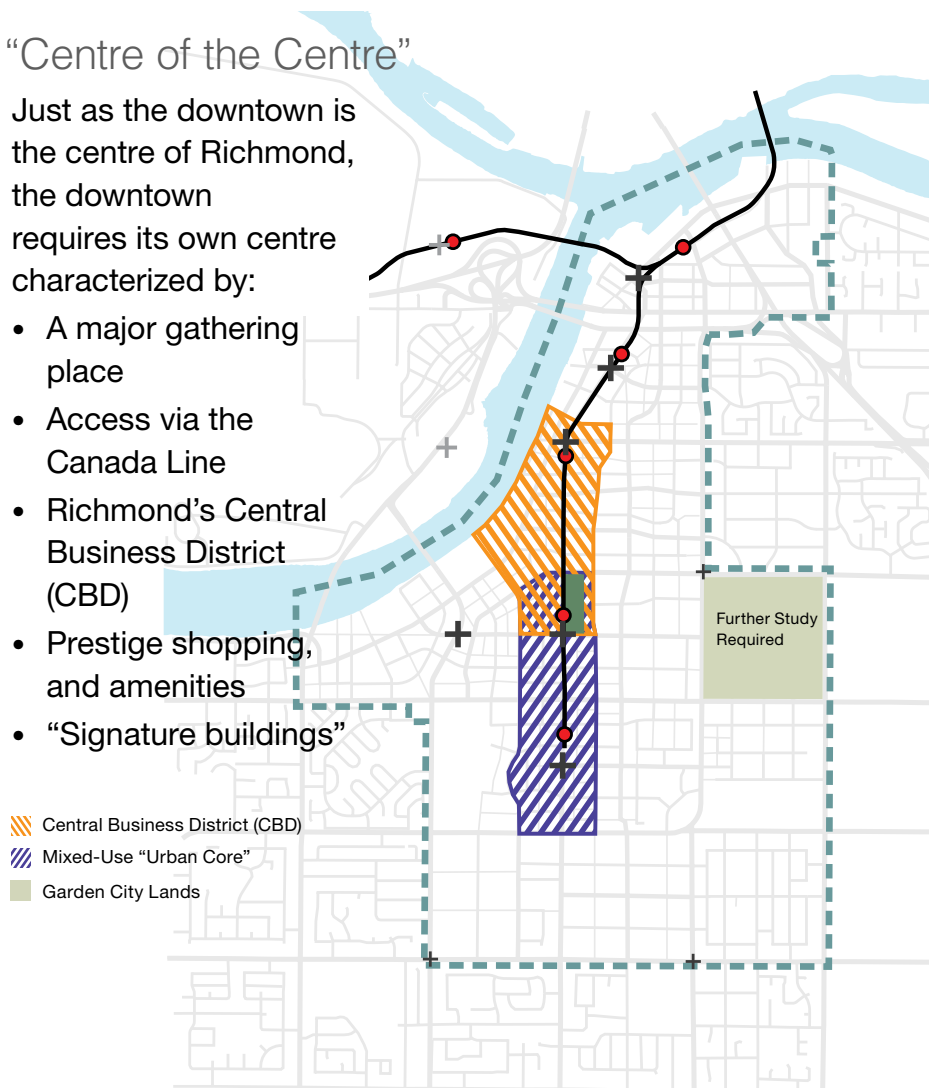 “Centre of the Centre”
Just as the downtown is
the centre of Richmond,
the downtown
requires its own centre
characterized by:
• A major gathering
place
• Access via the
Canada Line
• Richmond’s Central
Business District
(CBD)
• Prestige shopping,
and amenities
• “Signature buildings”
Central Business District (CBD)
Mixed-Use “Urban Core”
Garden City Lands
Further Study
Required